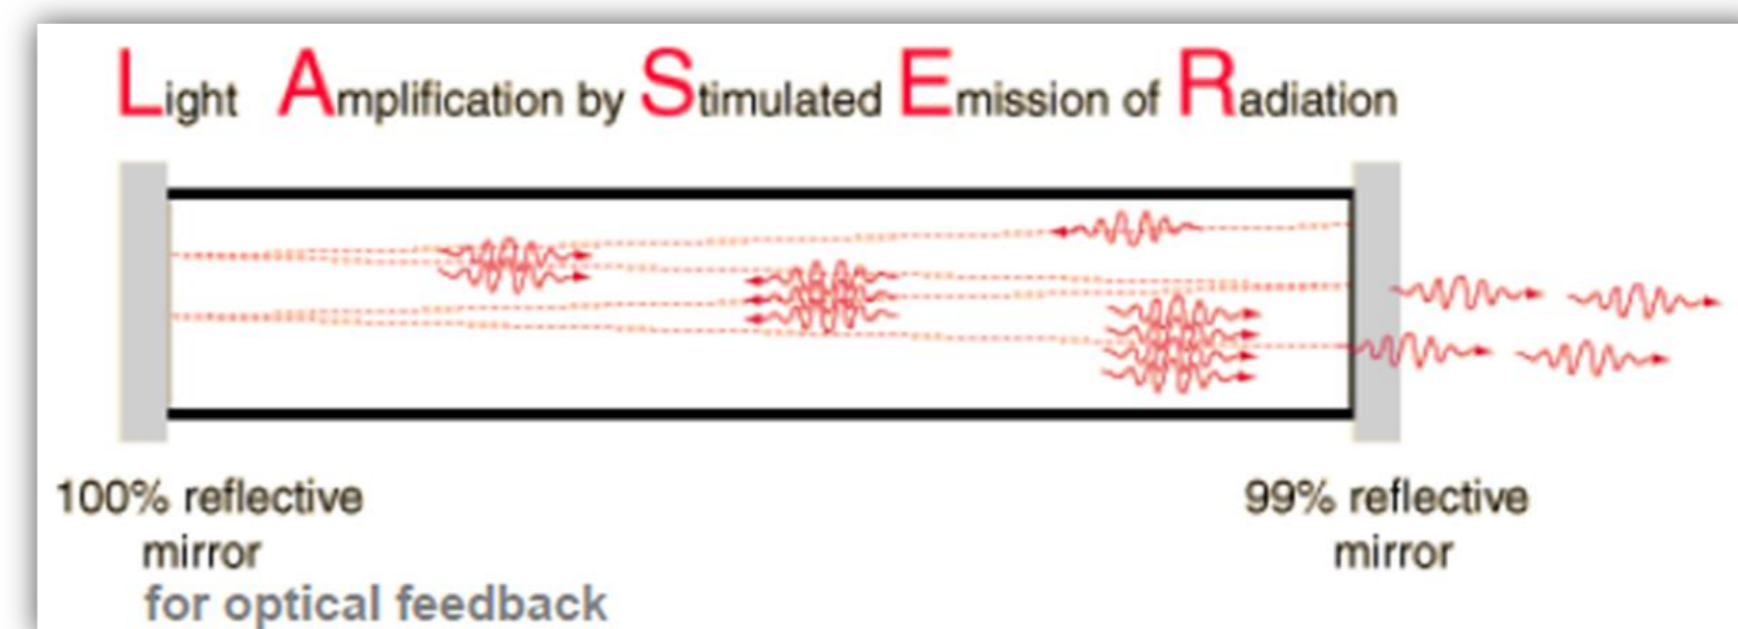 Light Amplification by Stimulated Emission of Radiation
100% reflective
mirror
for optical feedback
99% reflective
mirror